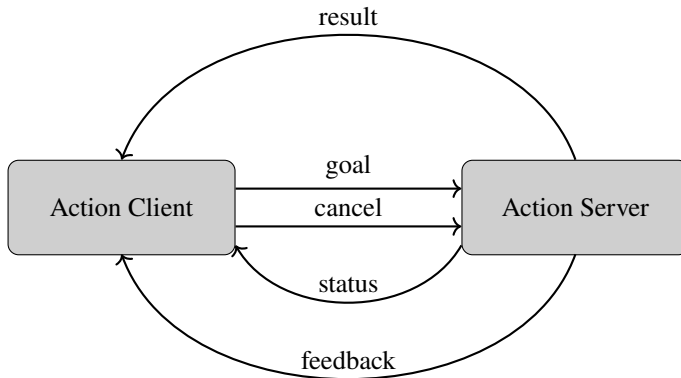 result
goal
Action Client
cancel
Action Server
status
feedback